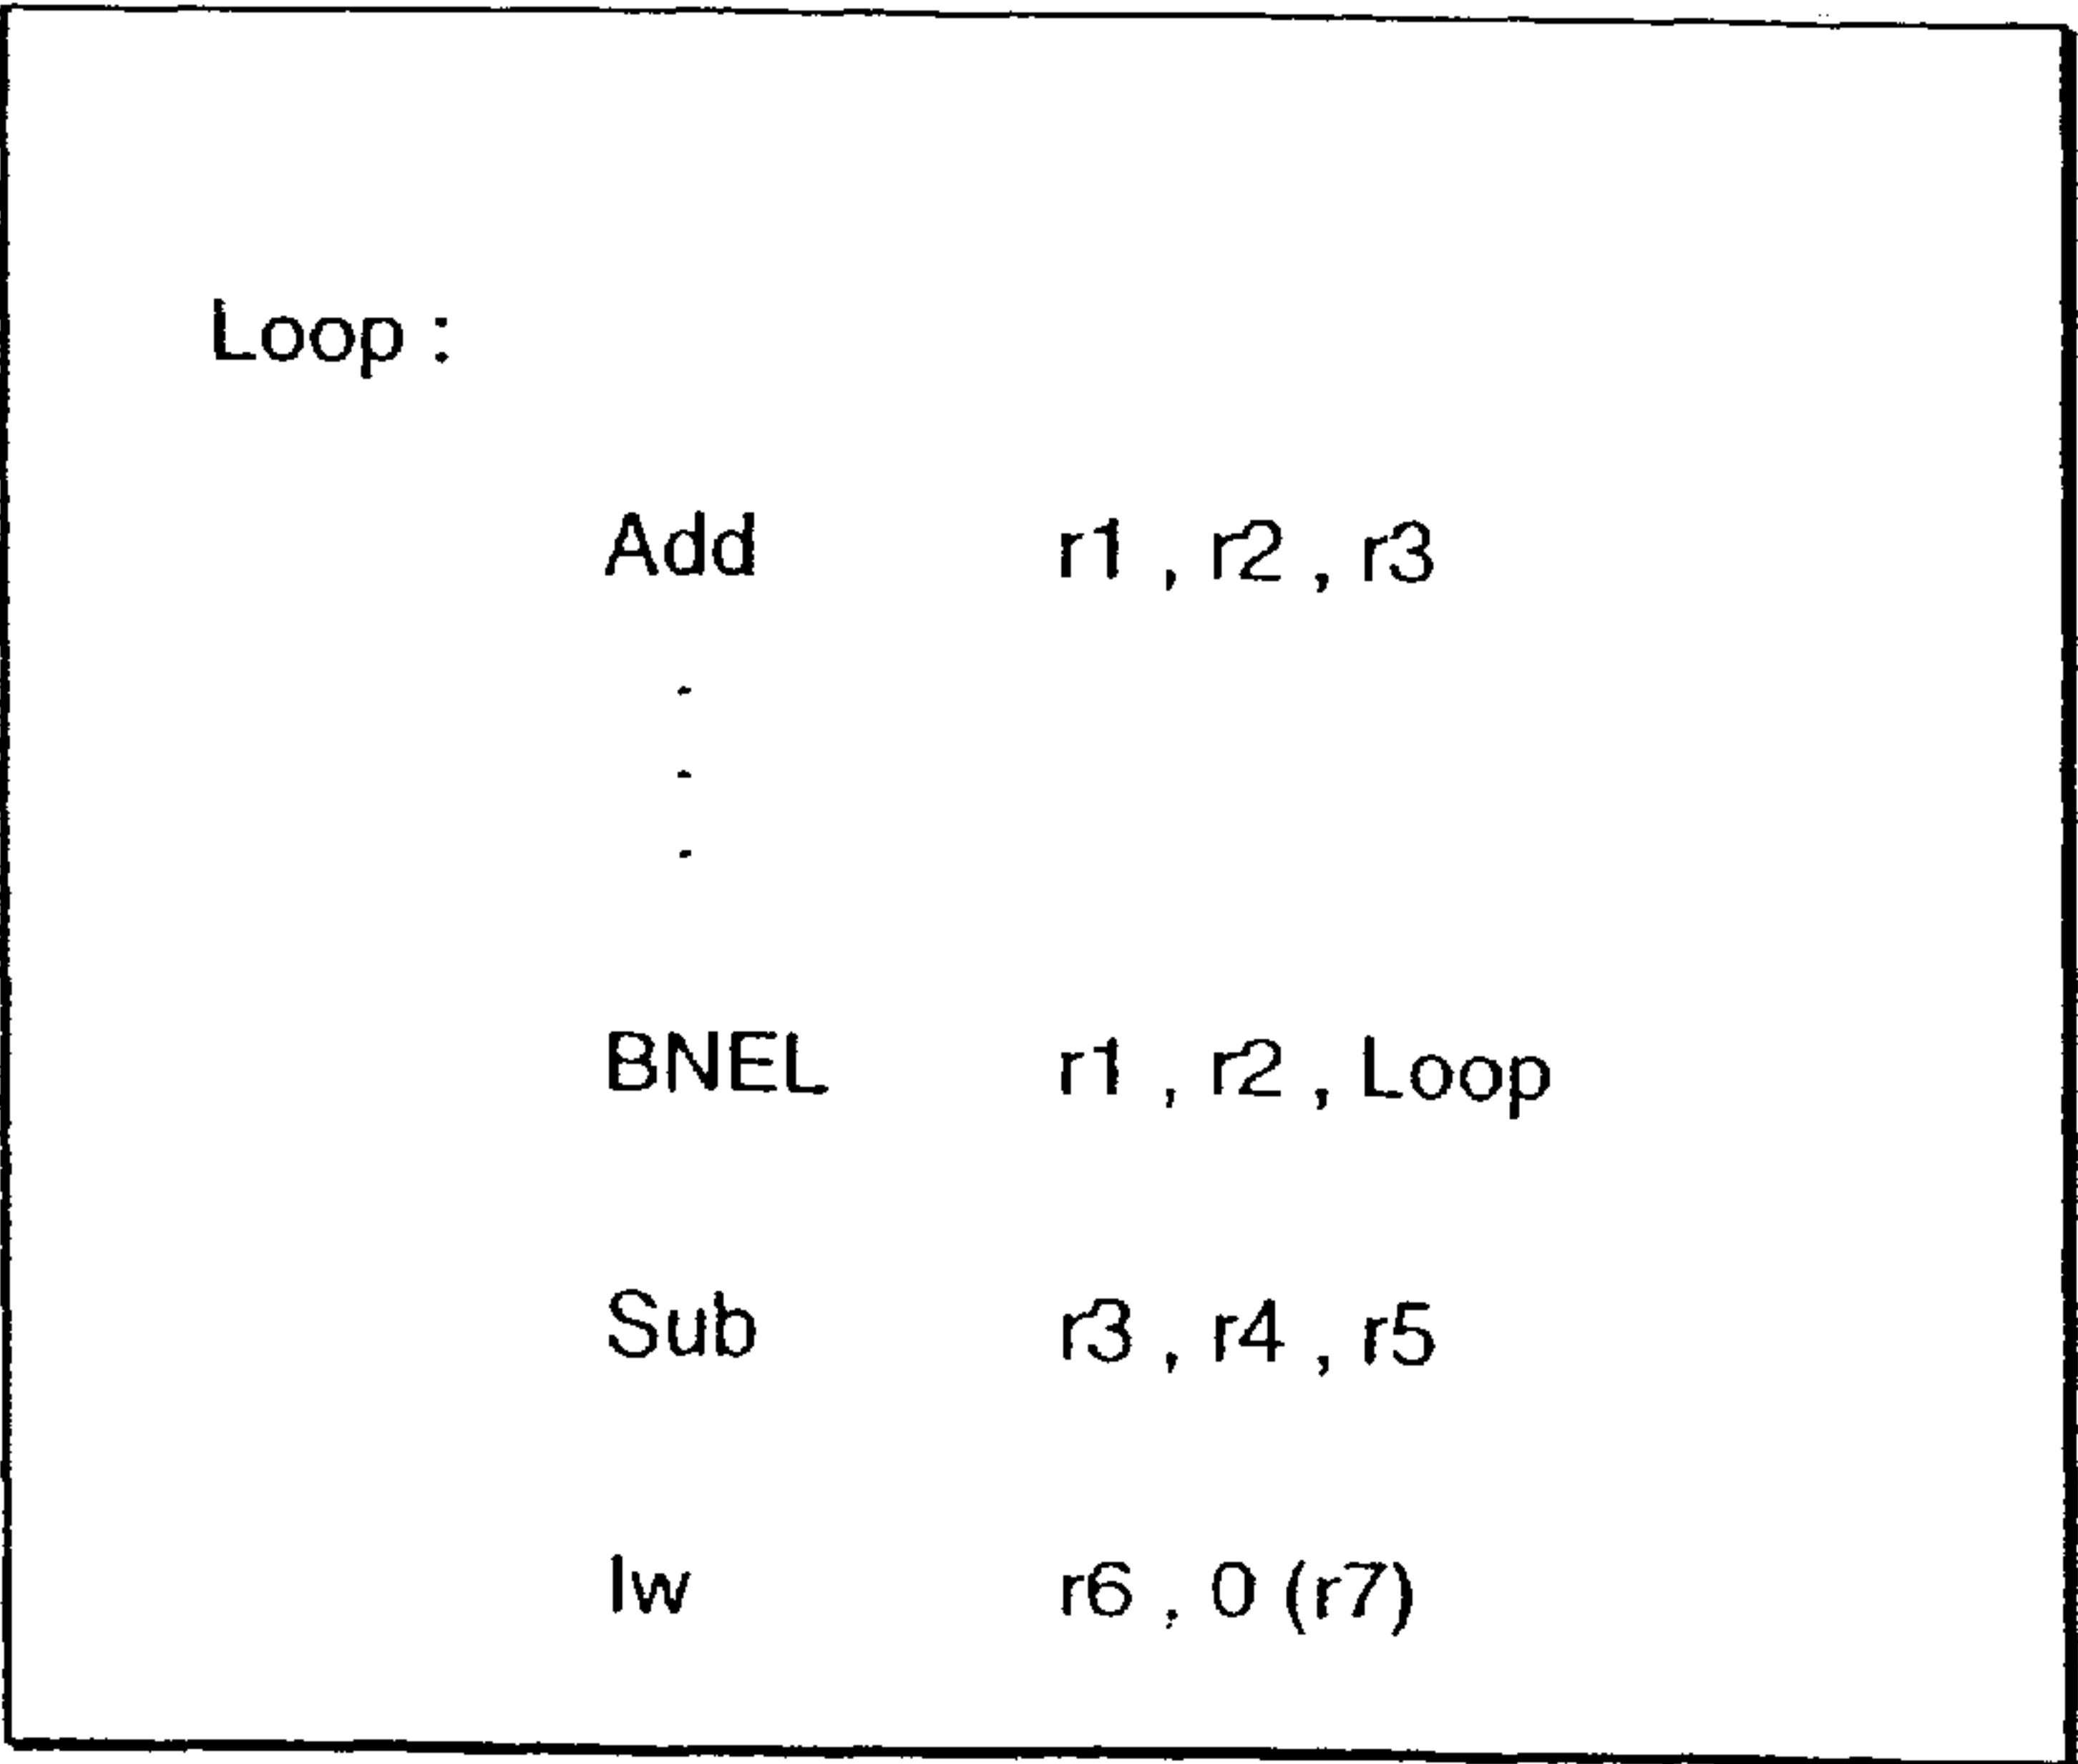 Loop :
Add r1 , r2 , r3
.
.
.
BNEL r1 , r2 , Loop
Sub r3 , r4 , r5
lw r6 , 0 (r7)